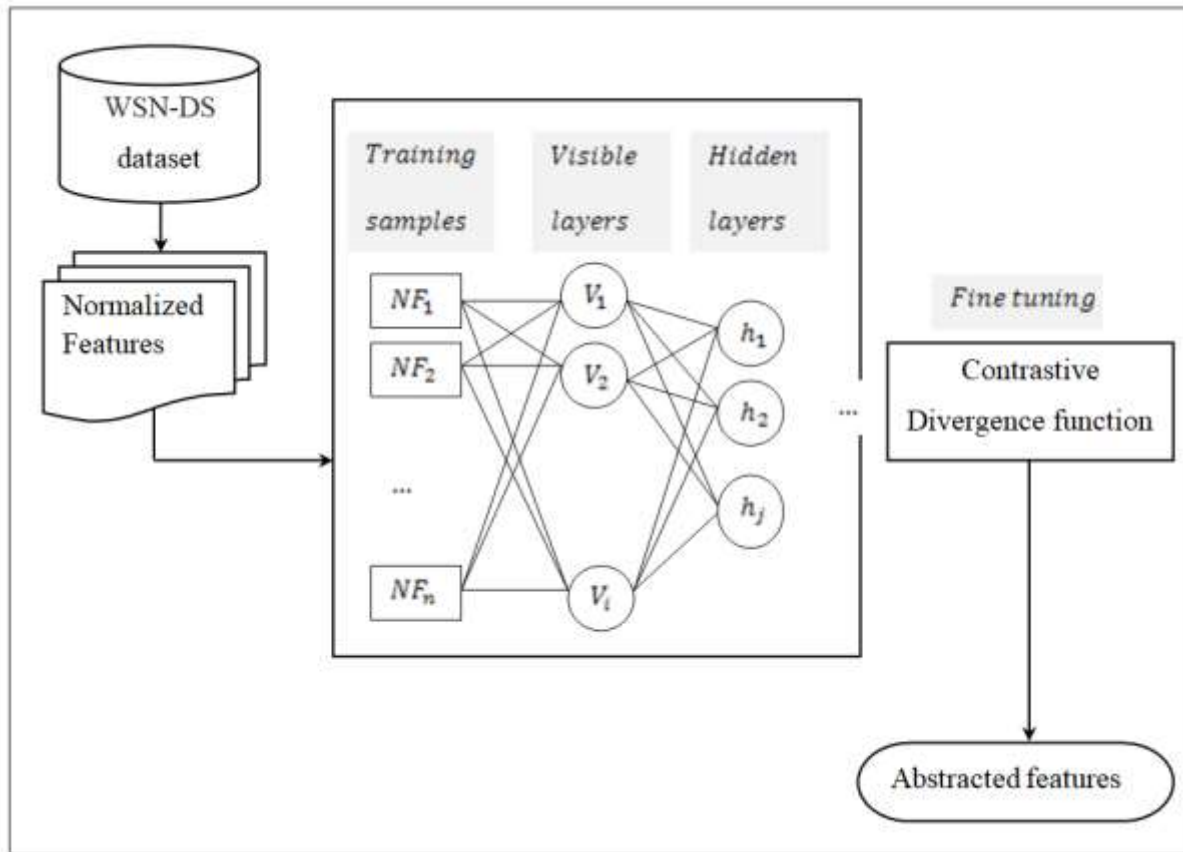 WSN-DS
dataset
Normalized
Features
Training
samples
Visible
layers
Hidden
layers
NF₁
NF₂
...
NFₙ
V₁
V₂
Vᵢ
h₁
h₂
hⱼ
...
Fine tuning
Contrastive
Divergence function
Abstracted features